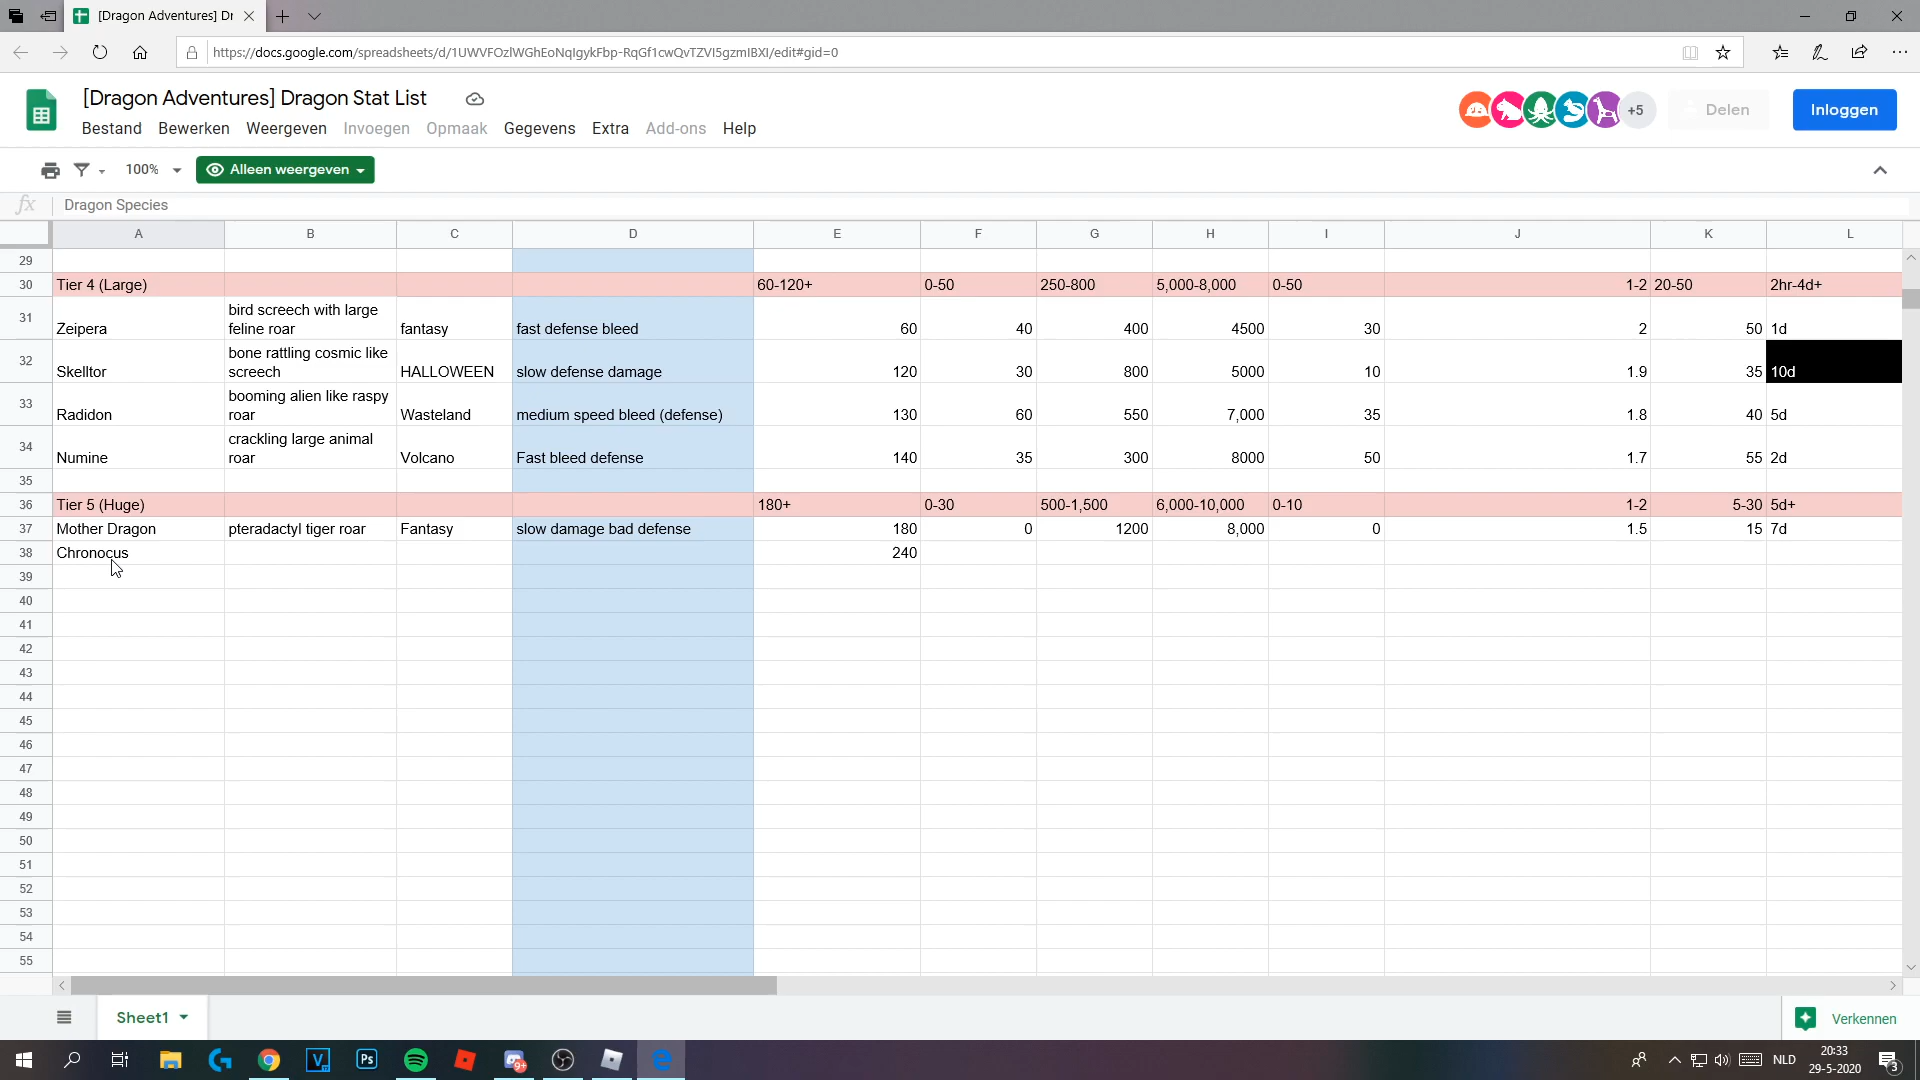 [Dragon Adventures] Dr
https://docs.google.com/spreadsheets/d/1UWVFOzlWGhEoNqIgykFbp-RqGf1cwQvTZVI5gzmIBXI/edit#gid=0
[Dragon Adventures] Dragon Stat List
Bestand Bewerken Weergeven Invoegen Opmaak Gegevens Extra Add-ons Help
+5 Delen Inloggen
100% Alleen weergeven
fx Dragon Species
A B C D E F G H I J K L
29
30 Tier 4 (Large) 60-120+ 0-50 250-800 5,000-8,000 0-50 1-2 20-50 2hr-4d+
31 Zeipera bird screech with large feline roar fantasy fast defense bleed 60 40 400 4500 30 2 50 1d
32 Skelltor bone rattling cosmic like screech HALLOWEEN slow defense damage 120 30 800 5000 10 1.9 35 10d
33 Radidon booming alien like raspy roar Wasteland medium speed bleed (defense) 130 60 550 7,000 35 1.8 40 5d
34 Numine crackling large animal roar Volcano Fast bleed defense 140 35 300 8000 50 1.7 55 2d
35
36 Tier 5 (Huge) 180+ 0-30 500-1,500 6,000-10,000 0-10 1-2 5-30 5d+
37 Mother Dragon pteradactyl tiger roar Fantasy slow damage bad defense 180 0 1200 8,000 0 1.5 15 7d
38 Chronocus 240
39
40
41
42
43
44
45
46
47
48
49
50
51
52
53
54
55
Sheet1 Verkennen
V Ps 9+ NLD 20:33
29-5-2020 3